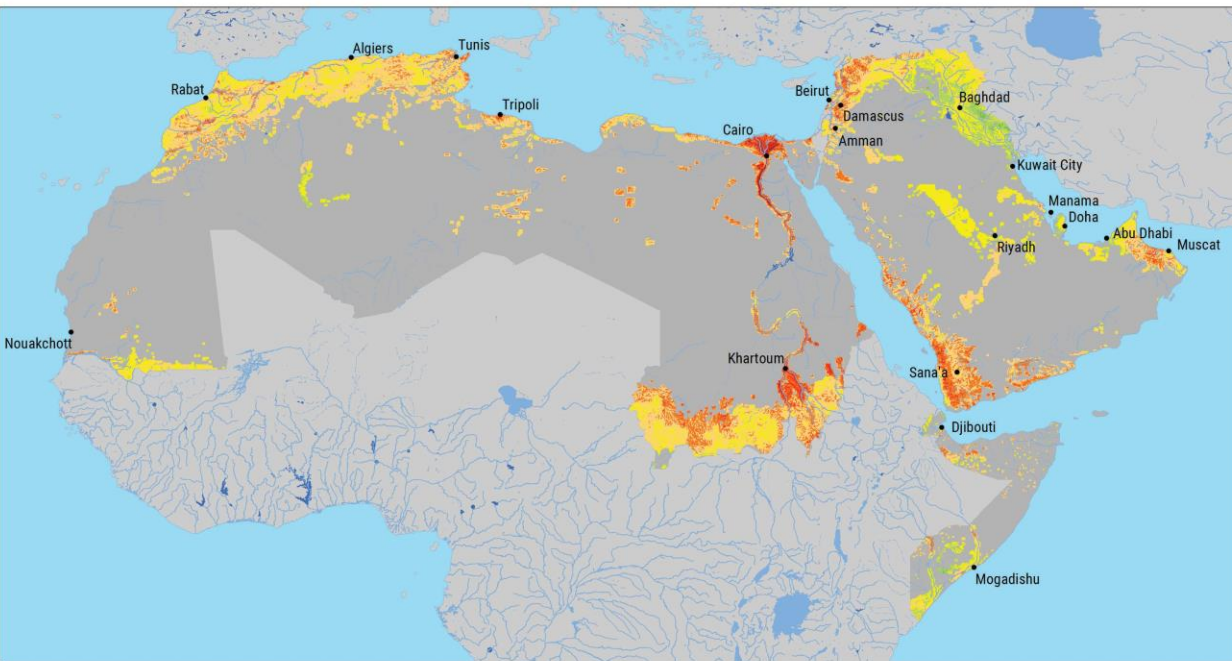 Algiers
Tunis
Rabat
Tripoli
Beirut
Baghdad
Damascus
Cairo
Amman
Kuwait City
Manama
Doha
Abu Dhabi
Riyadh
Muscat
Nouakchott
Khartoum
Sana'a
Djibouti
Mogadishu